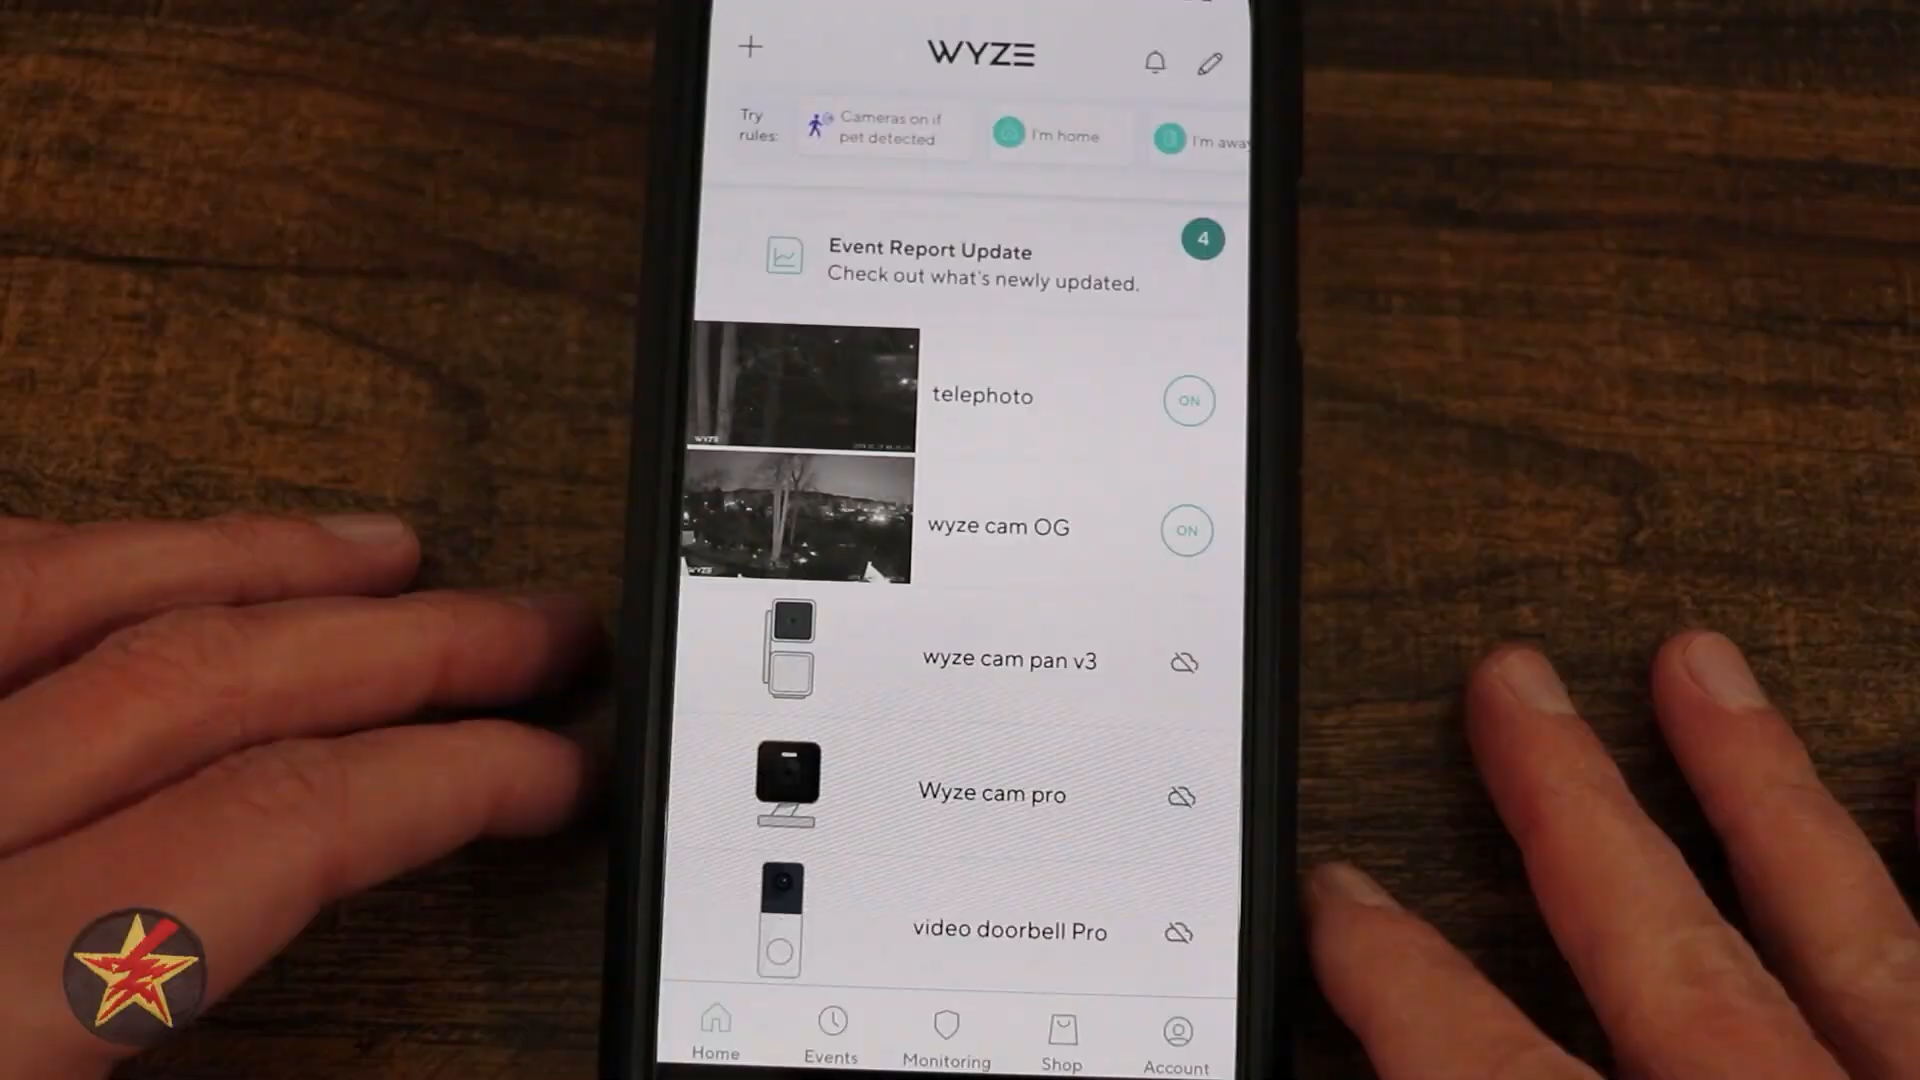 WYZE
Try
rules:
Cameras on if
pet detected
I'm home
I'm away
Event Report Update
Check out what's newly updated.
4
telephoto
ON
WYZE
wyze cam OG
ON
WYZE
wyze cam pan v3
Wyze cam pro
video doorbell Pro
Home
Events
Monitoring
Shop
Account